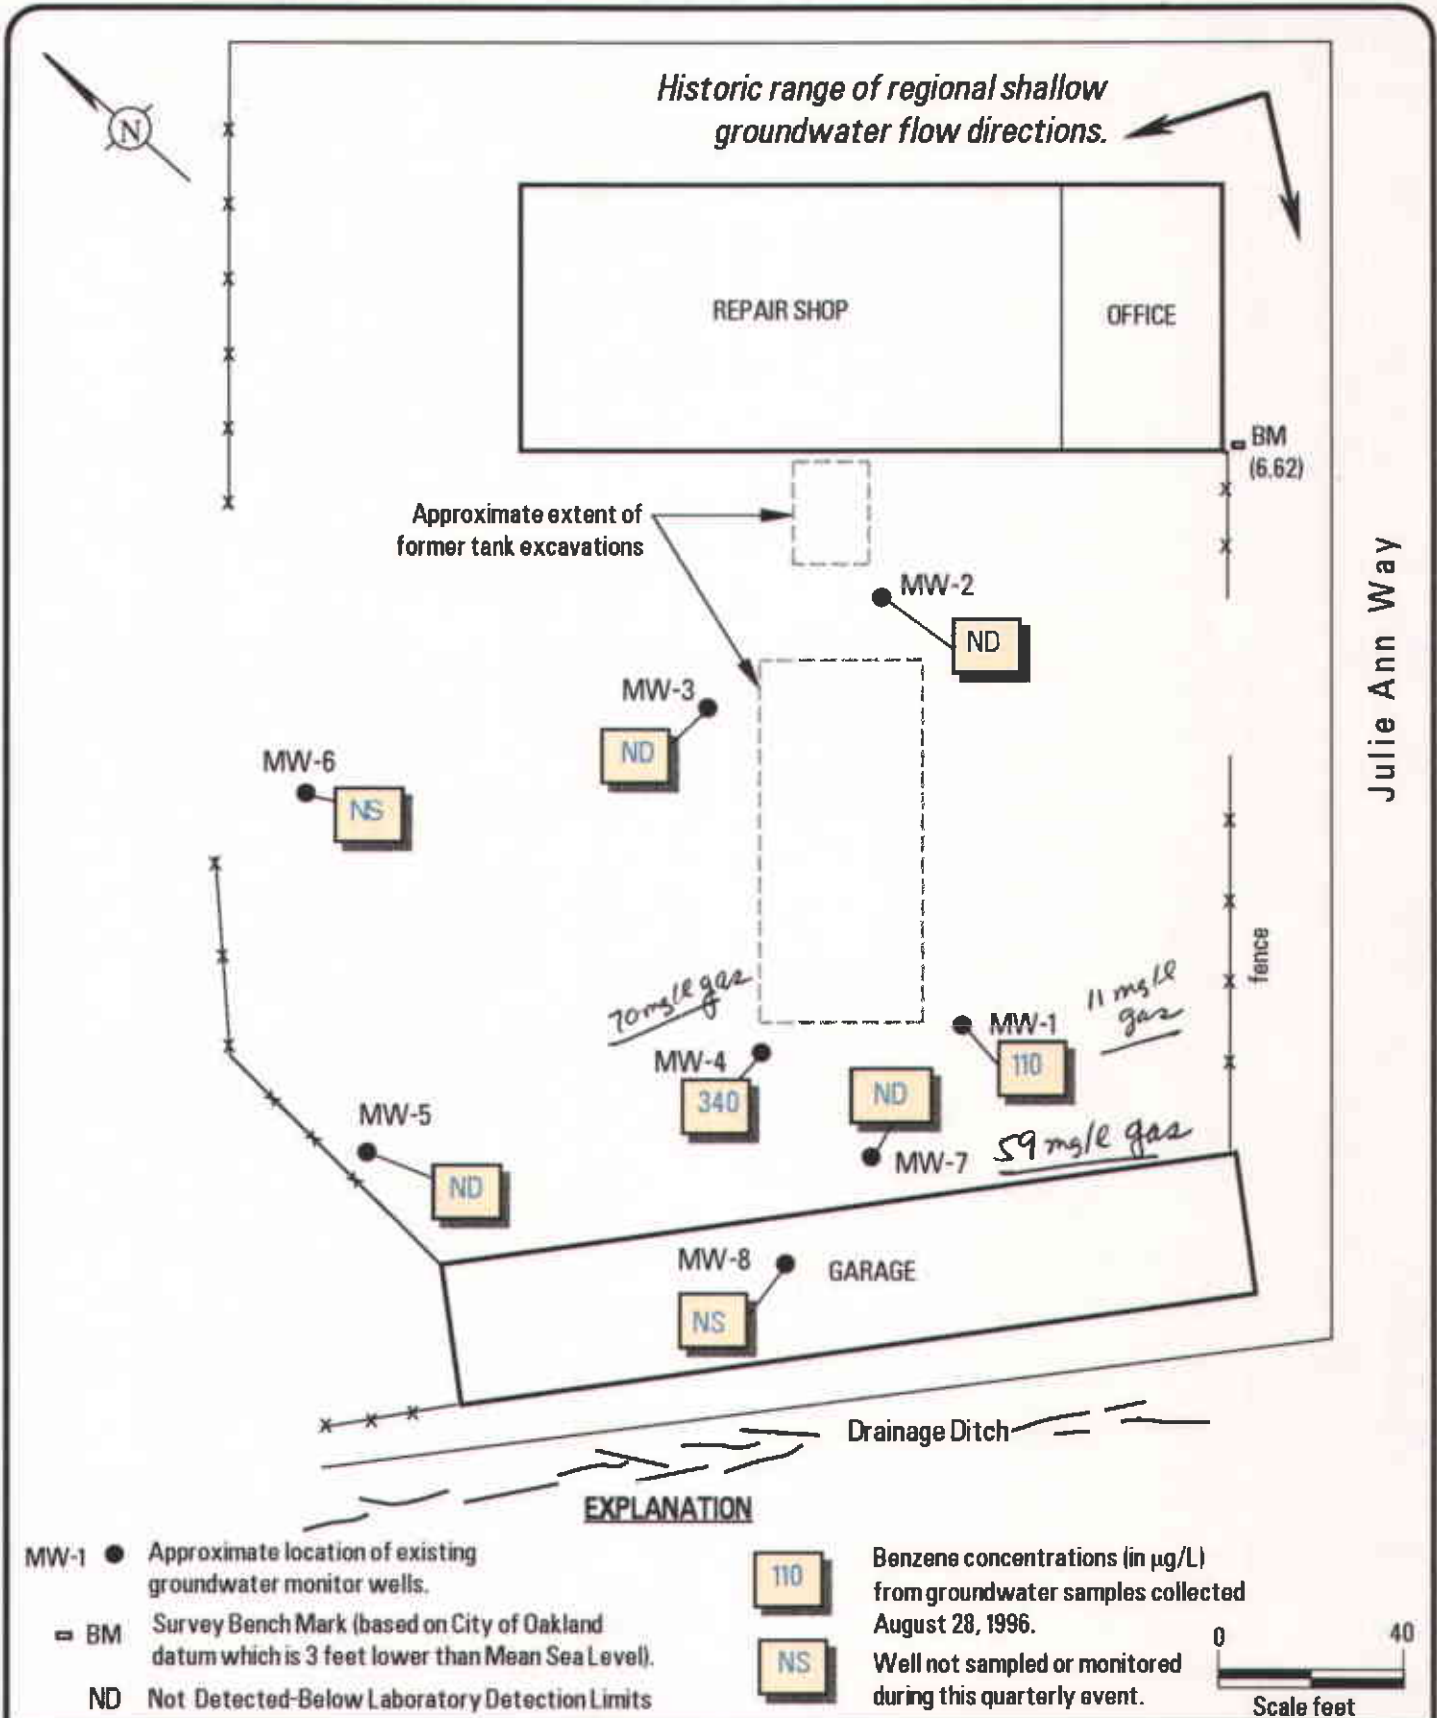 N
Historic range of regional shallow
groundwater flow directions.
REPAIR SHOP
OFFICE
BM
(6.62)
Approximate extent of
former tank excavations
MW-2
ND
Julie Ann Way
MW-3
ND
MW-6
NS
fence
70 mg/l gas
11 mg/l
gas
MW-1
110
MW-4
340
ND
MW-7
59 mg/l gas
MW-5
ND
MW-8
NS
GARAGE
Drainage Ditch
EXPLANATION
MW-1 Approximate location of existing
groundwater monitor wells.
BM Survey Bench Mark (based on City of Oakland
datum which is 3 feet lower than Mean Sea Level).
ND Not Detected-Below Laboratory Detection Limits
110 Benzene concentrations (in µg/L)
from groundwater samples collected
August 28, 1996.
NS Well not sampled or monitored
during this quarterly event.
0 40
Scale feet